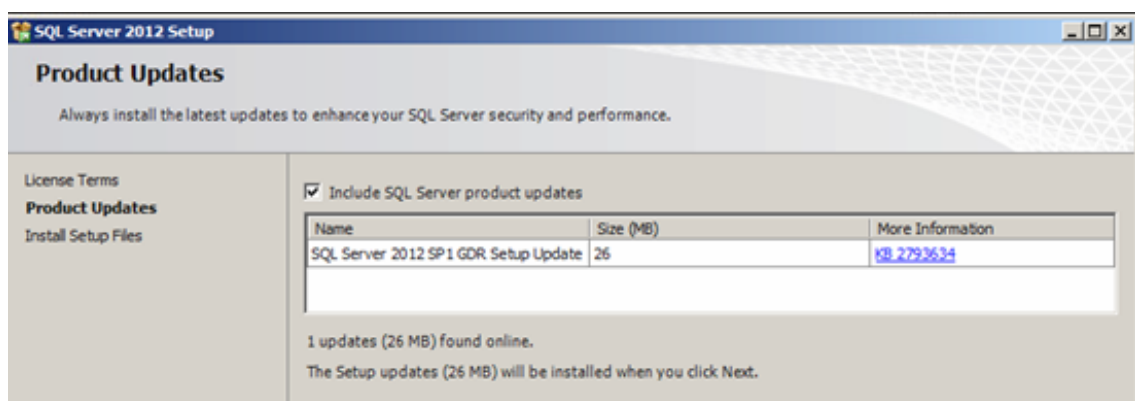 SQL Server 2012 Setup
Product Updates
Always install the latest updates to enhance your SQL Server security and performance.
License Terms
Product Updates
Install Setup Files
Include SQL Server product updates
Name Size (MB) More Information
SQL Server 2012 SP1 GDR Setup Update 26 KB 2793634
1 updates (26 MB) found online.
The Setup updates (26 MB) will be installed when you click Next.